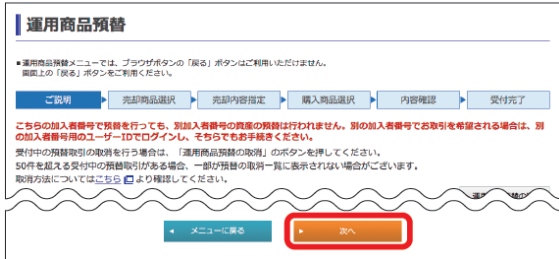 運用商品預替
■運用商品預替メニューでは、ブラウザボタンの「戻る」ボタンはご利用いただけません。
画面上の「戻る」ボタンをご利用ください。
ご説明 売却商品選択 売却内容指定 購入商品選択 内容確認 受付完了
こちらの加入者番号で預替を行っても、別加入者番号の資産の預替は行われません。別の加入者番号でお取引を希望される場合は、別
の加入者番号用のユーザーIDでログインし、そちらでもお手続きください。
受付中の預替取引の取消を行う場合は、「運用商品預替の取消」のボタンを押してください。
50件を超える受付中の預替取引がある場合、一部が預替の取消一覧に表示されない場合がございます。
取消方法についてはこちらより確認してください。
メニューに戻る 次へ